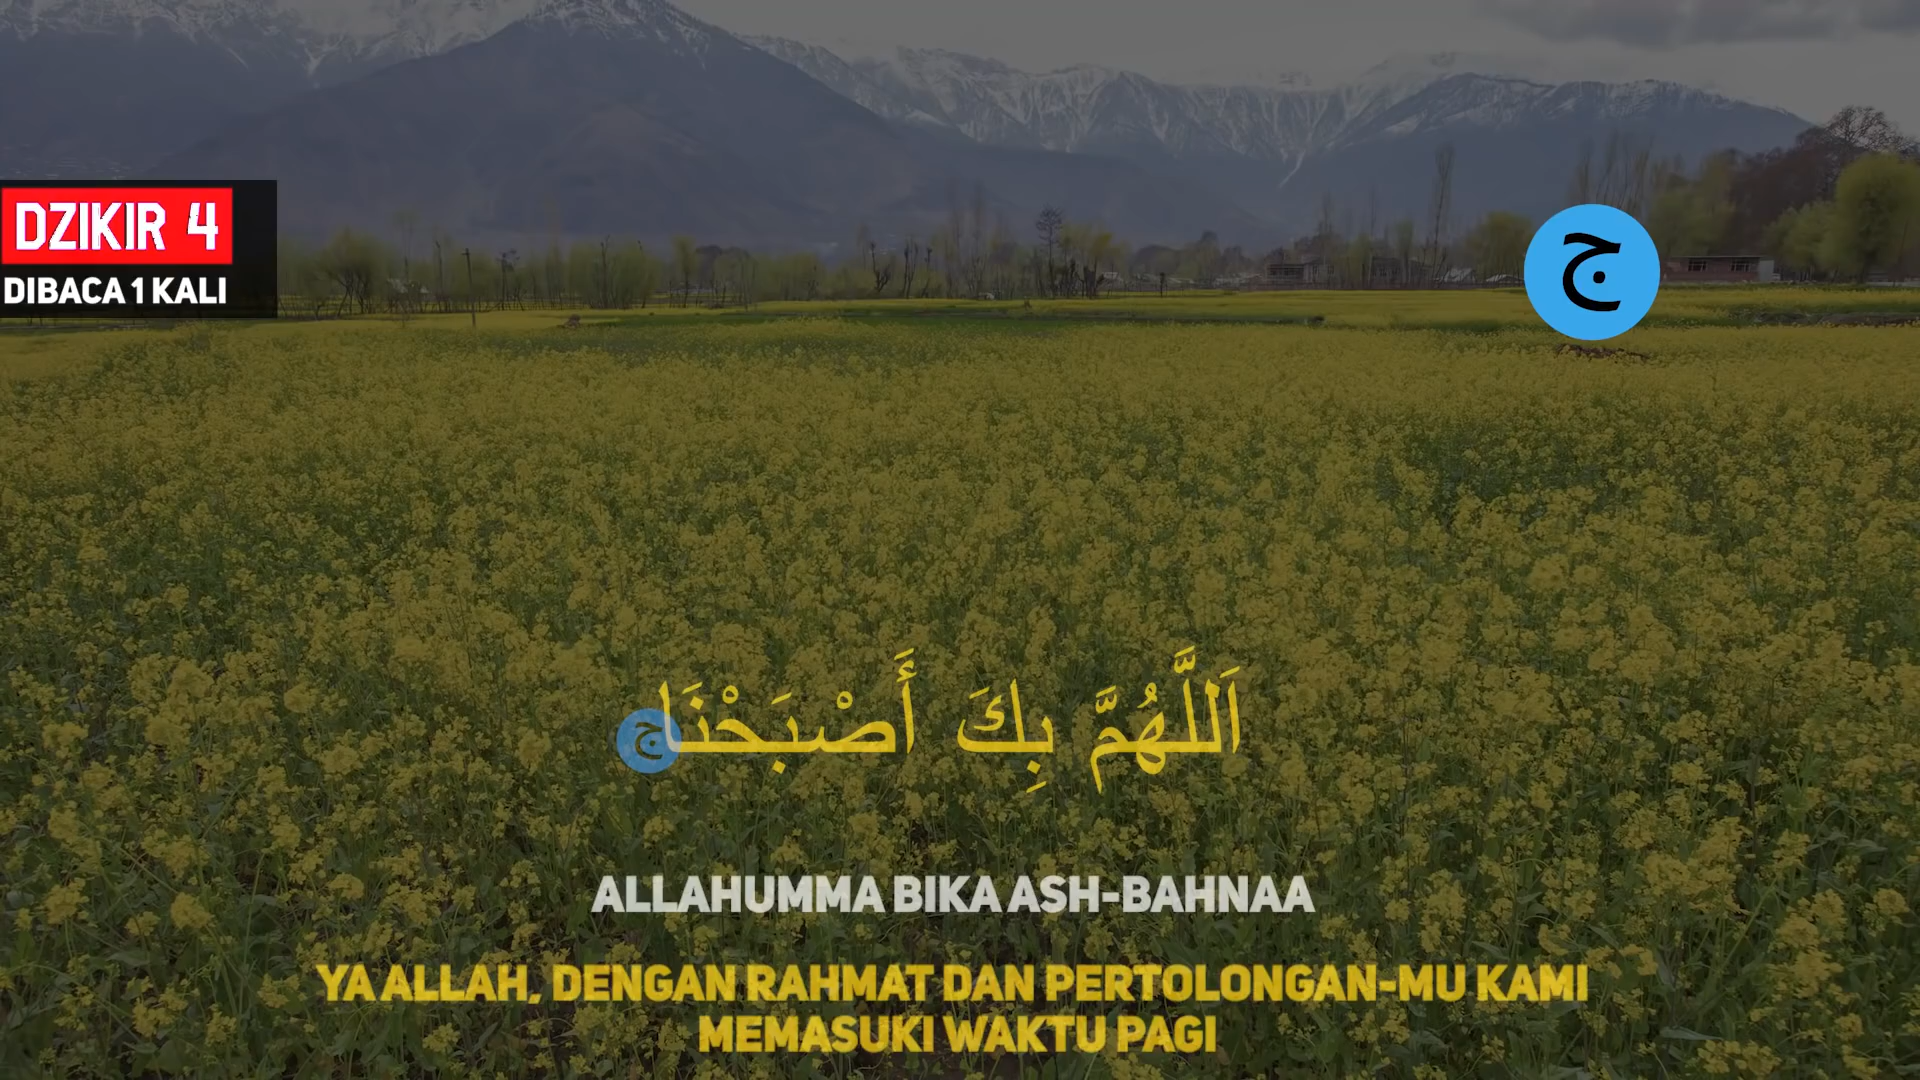 DZIKIR 4
DIBACA 1 KALI
ج
اَللَّهُمَّ بِكَ أَصْبَحْنَا ج
ALLAHUMMA BIKA ASH-BAHNAA
YA ALLAH, DENGAN RAHMAT DAN PERTOLONGAN-MU KAMI
MEMASUKI WAKTU PAGI